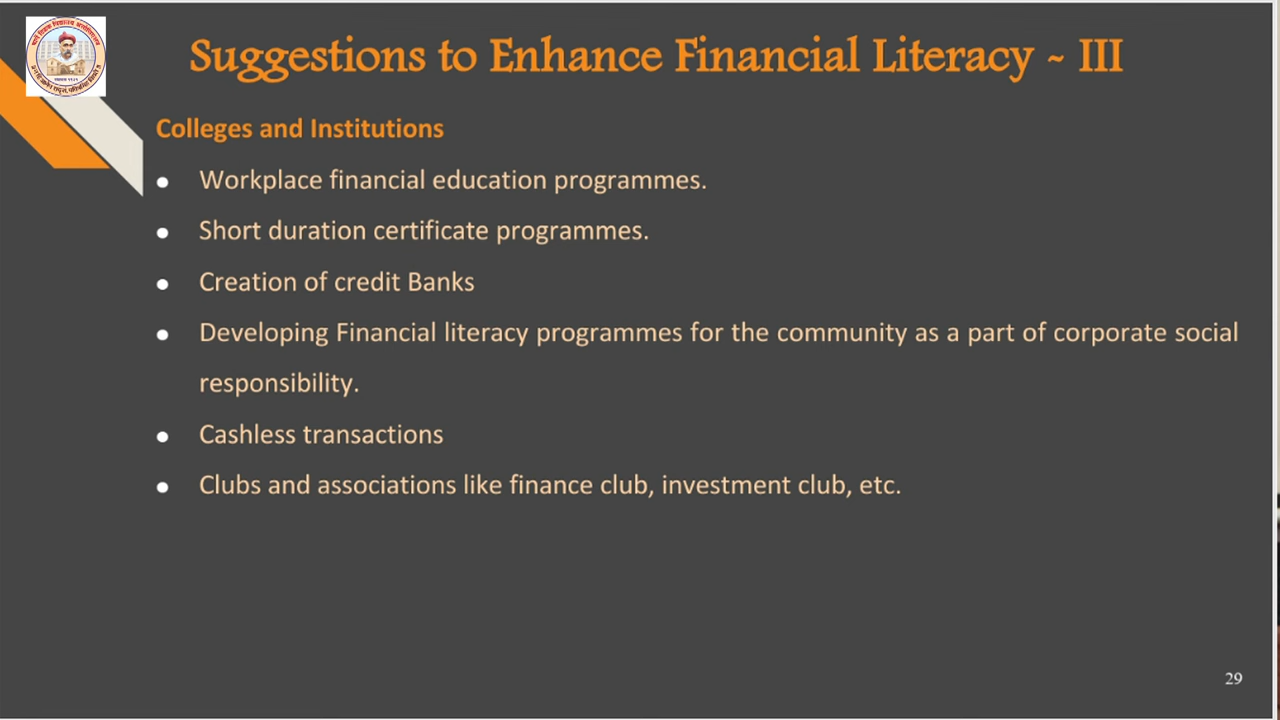 Suggestions to Enhance Financial Literacy ~ III
Colleges and Institutions
● Workplace financial education programmes.
● Short duration certificate programmes.
● Creation of credit Banks
● Developing Financial literacy programmes for the community as a part of corporate social
responsibility.
● Cashless transactions
● Clubs and associations like finance club, investment club, etc.
29